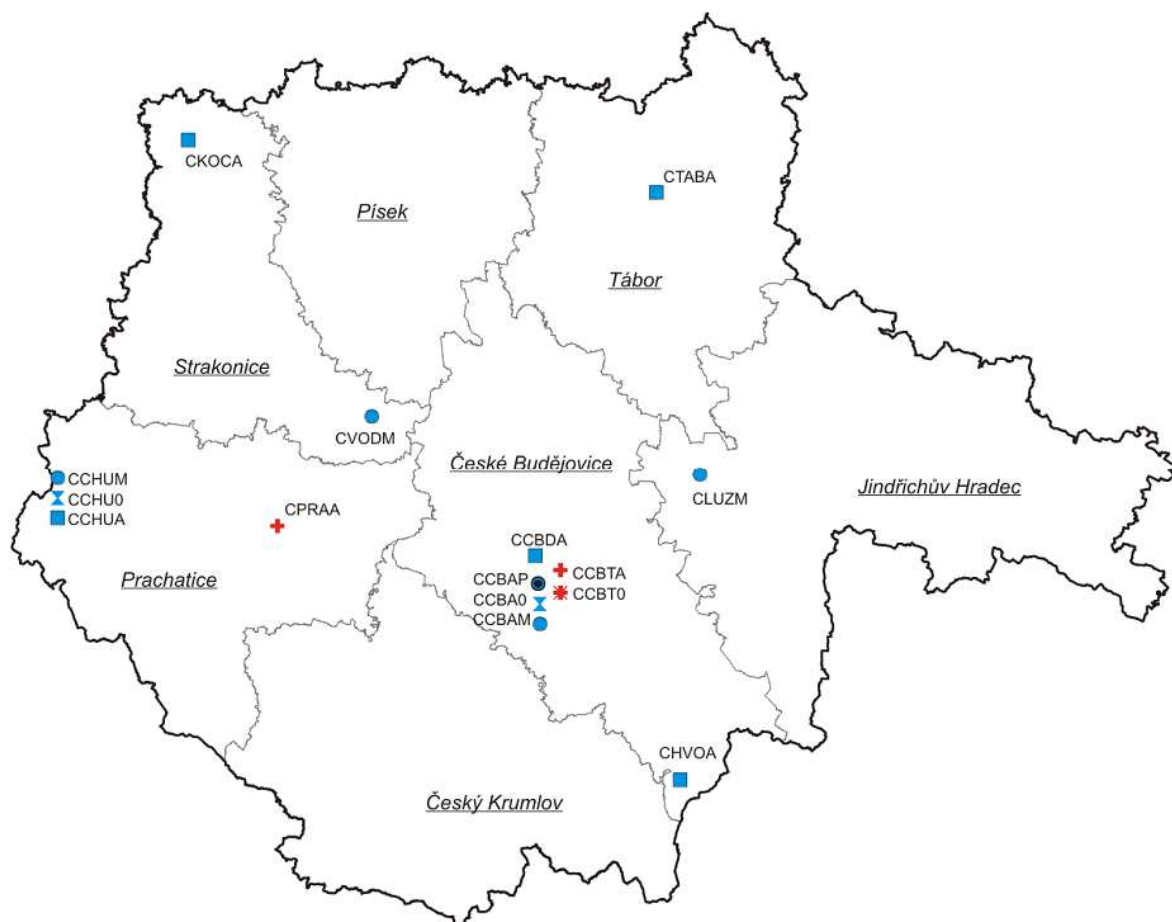 CKOCA
CTABA
Písek
Tábor
Strakonice
CVODM
České Budějovice
CCHUM
CLUZM
Jindřichův Hradec
CCHU0
CPRAA
CCHUA
CCBDA
Prachatice
CCBAP
CCBTA
CCBA0
CCBT0
CCBAM
CHVOA
Český Krumlov